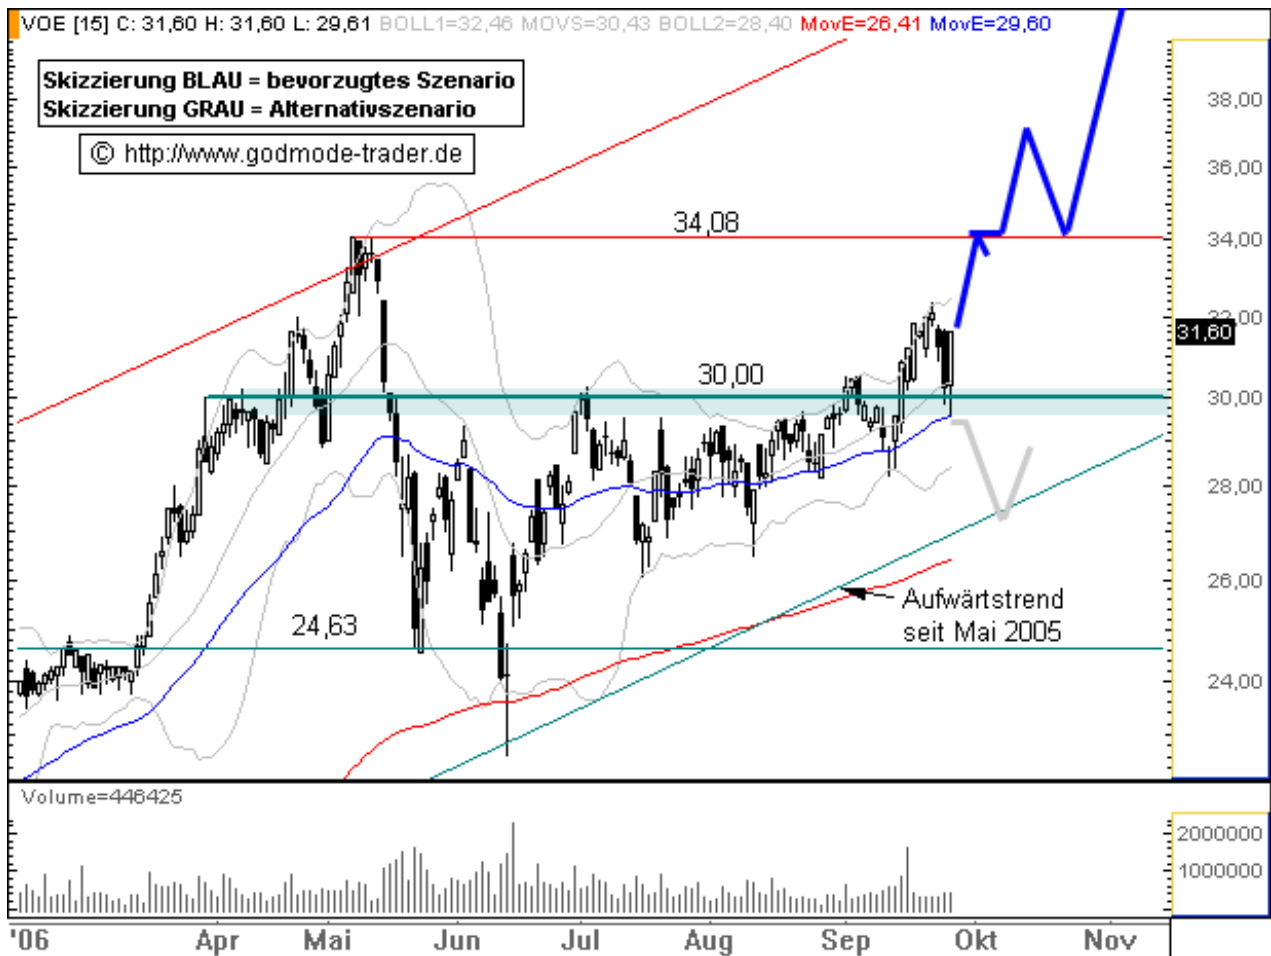 VOE [15] C: 31,60 H: 31,60 L: 29,61 BOLL1=32,46 MOVS=30,43 BOLL2=28,40 MovE=26,41 MovE=29,60
Skizzierung BLAU = bevorzugtes Szenario
Skizzierung GRAU = Alternativszenario
© http://www.godmode-trader.de
38,00
36,00
34,08
34,00
32,00
31,60
30,00
30,00
28,00
26,00
Aufwärtstrend
seit Mai 2005
24,63
24,00
Volume=446425
2000000
1000000
'06 Apr Mai Jun Jul Aug Sep Okt Nov